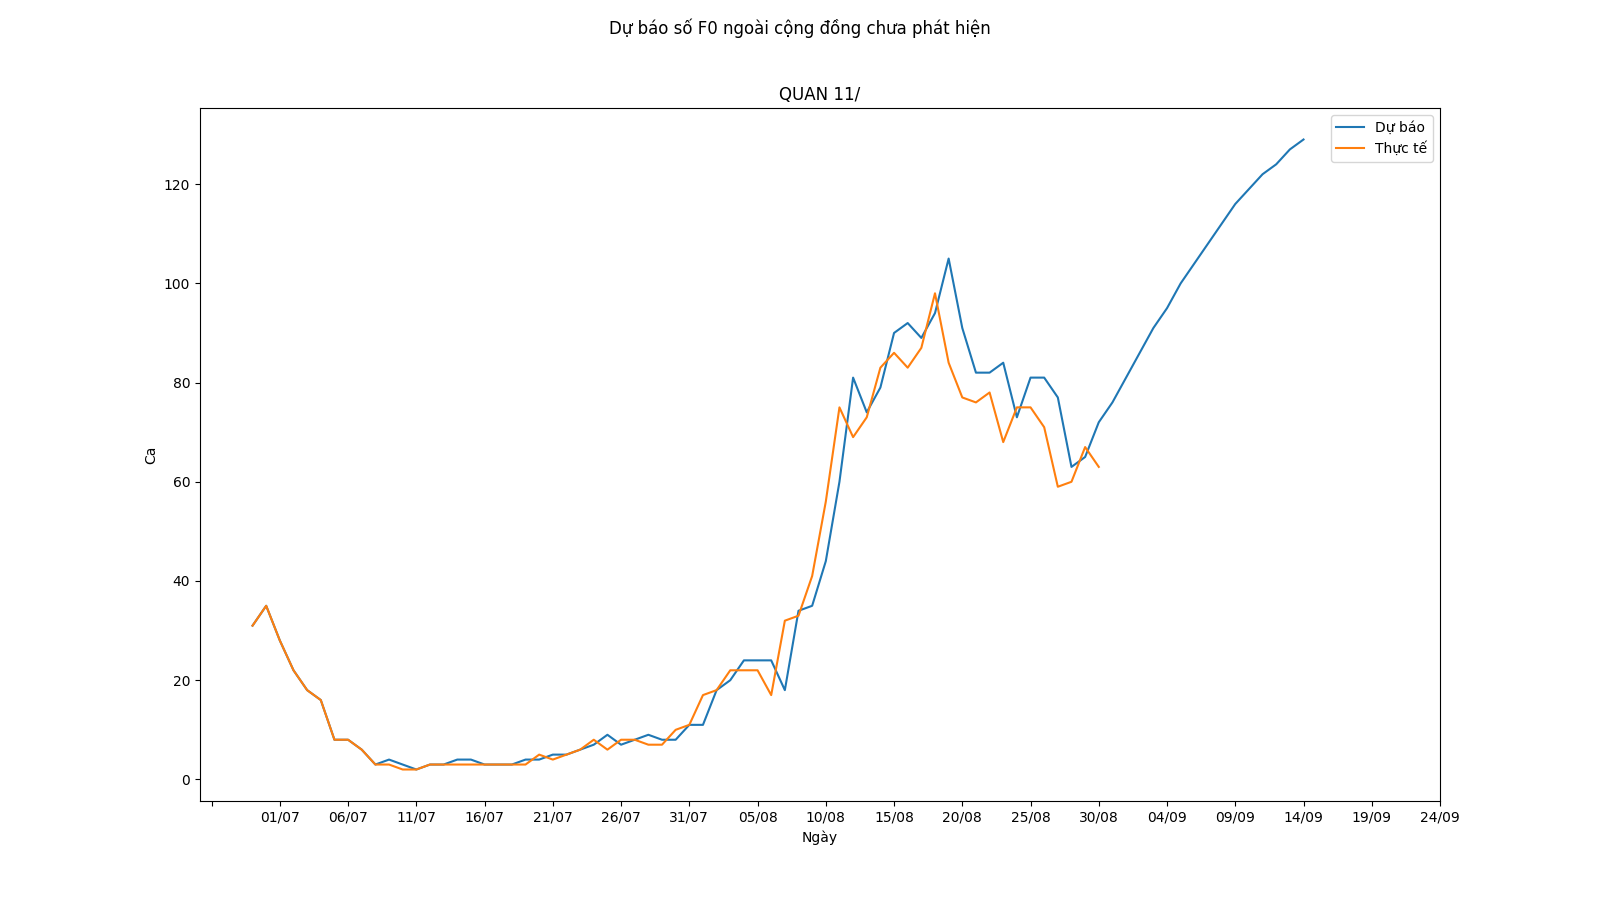 Dự báo số F0 ngoài cộng đồng chưa phát hiện
QUAN 11/
Dự báo
Thực tế
120
100
80
60
40
20
0
Ca
01/07 06/07 11/07 16/07 21/07 26/07 31/07 05/08 10/08 15/08 20/08 25/08 30/08 04/09 09/09 14/09 19/09 24/09
Ngày